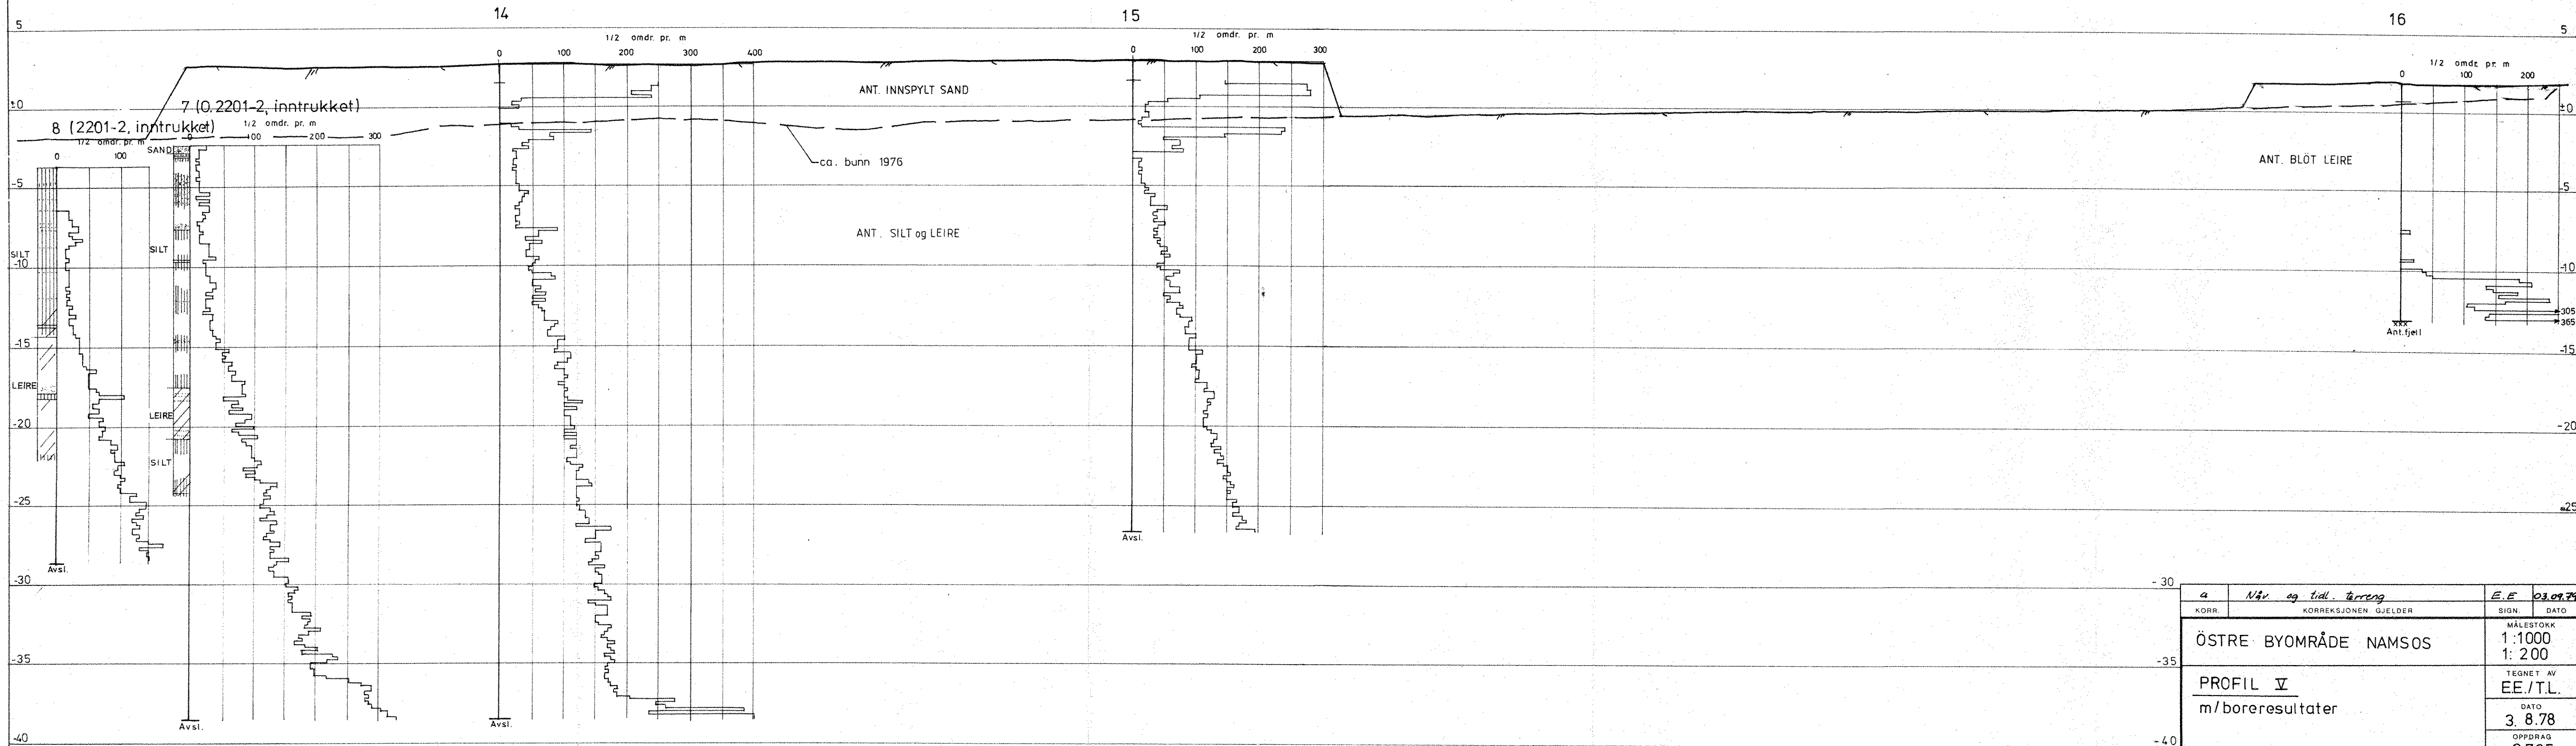 14
15
16
5
5
1/2 omdr. pr. m
0 100 200 300 400
1/2 omdr. pr. m
0 100 200 300
1/2 omdr. pr. m
0 100 200
ANT. INNSPYLT SAND
±0
±0
7 (O.2201-2, inntrukket)
1/2 omdr. pr. m
0 100 200 300
8 (2201-2, inntrukket)
1/2 omdr. pr. m
0 100
SAND
ca. bunn 1976
ANT. BLÖT LEIRE
-5
-5
ANT. SILT og LEIRE
SILT
SILT
-10
-10
305
365
xxx
Ant.fjell
-15
-15
LEIRE
LEIRE
-20
-20
SILT
-25
-25
Avsl.
Avsl.
-30
-30
-35
-35
Avsl.
Avsl.
-40
-40
a Nåv. og tidl. terreng E.E 03.09.79
KORR. KORREKSJONEN GJELDER SIGN. DATO
ÖSTRE BYOMRÅDE NAMSOS
MÅLESTOKK
1:1000
1:200
PROFIL V
m/boreresultater
TEGNET AV
E.E./T.L.
DATO
3. 8.78
OPPDRAG